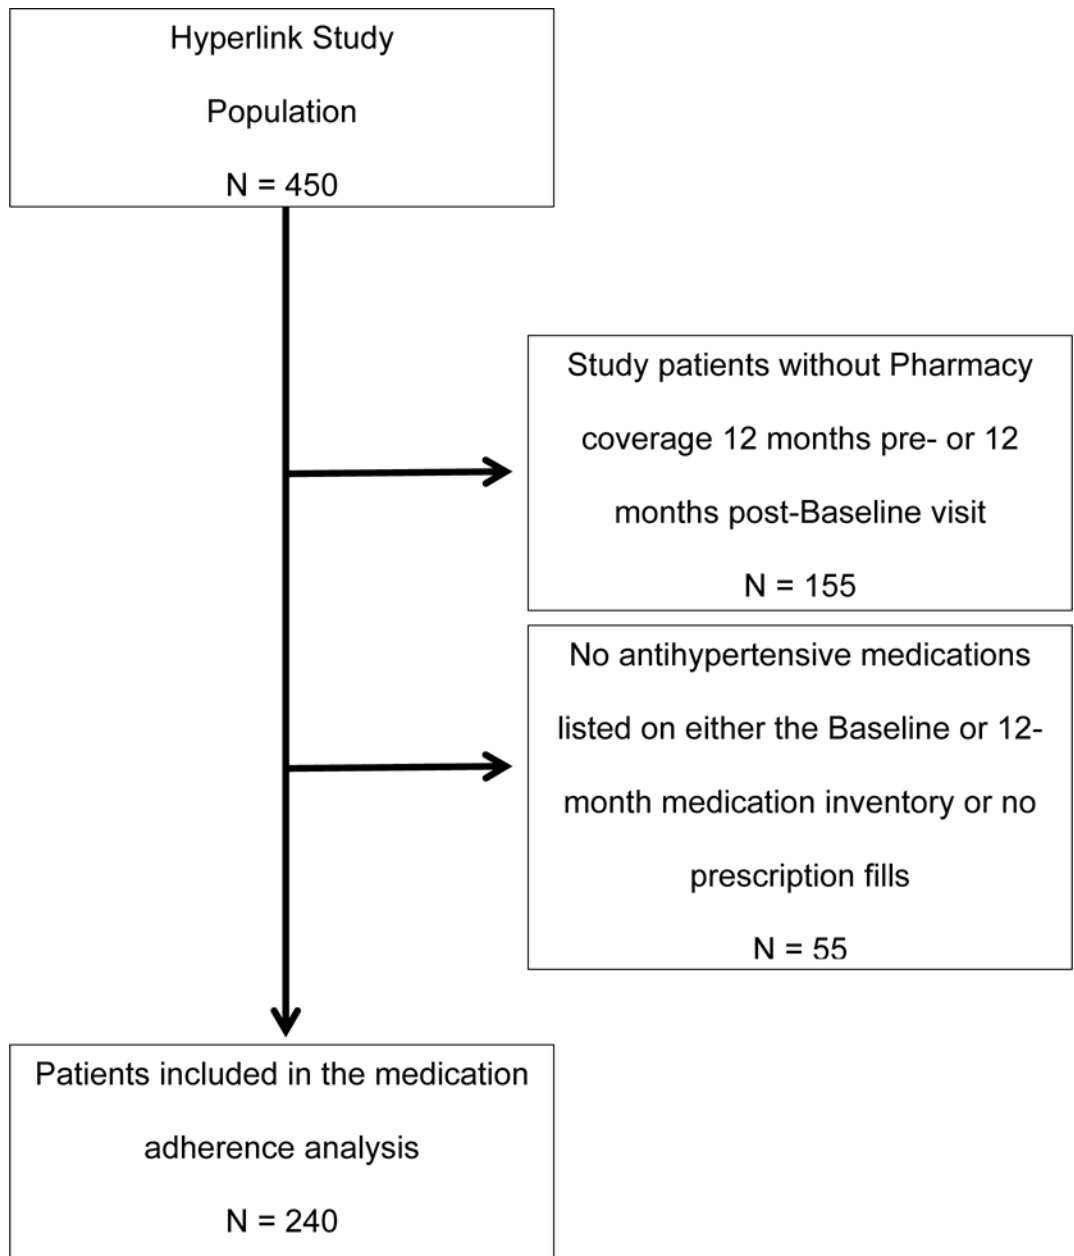 Hyperlink Study
Population
N = 450
Study patients without Pharmacy
coverage 12 months pre- or 12
months post-Baseline visit
N = 155
No antihypertensive medications
listed on either the Baseline or 12-
month medication inventory or no
prescription fills
N = 55
Patients included in the medication
adherence analysis
N = 240